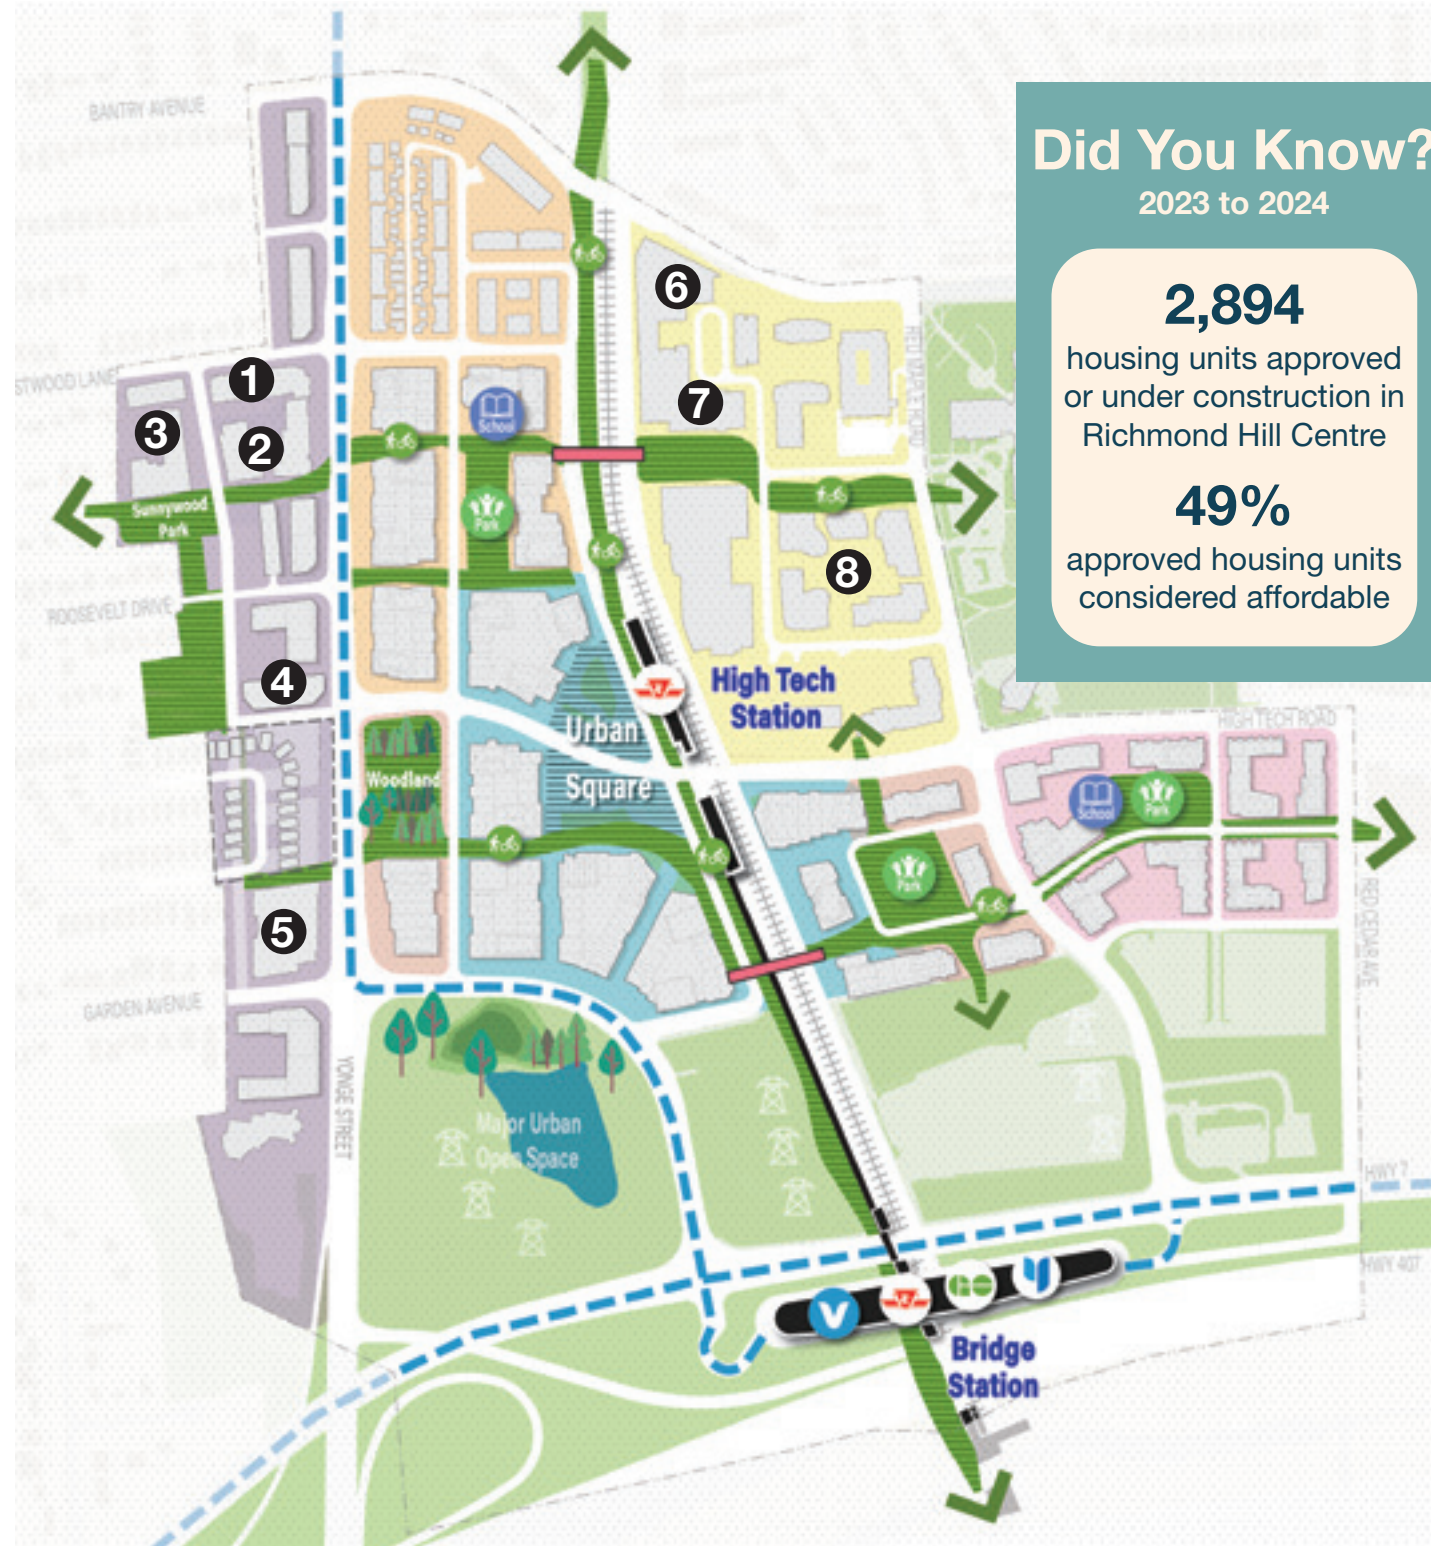 BANTRY AVENUE
Did You Know?
2023 to 2024
2,894
housing units approved
or under construction in
Richmond Hill Centre
49%
approved housing units
considered affordable
6
1
STWOOD LANE
7
3
2
School
Sunnywood
Park
Park
8
ROOSEVELT DRIVE
4
High Tech
Station
Urban
Square
HIGH TECH ROAD
Woodland
School
Park
Park
5
RED CEDAR AVE
GARDEN AVENUE
YONGE STREET
Major Urban
Open Space
HWY 7
HWY 407
Bridge
Station